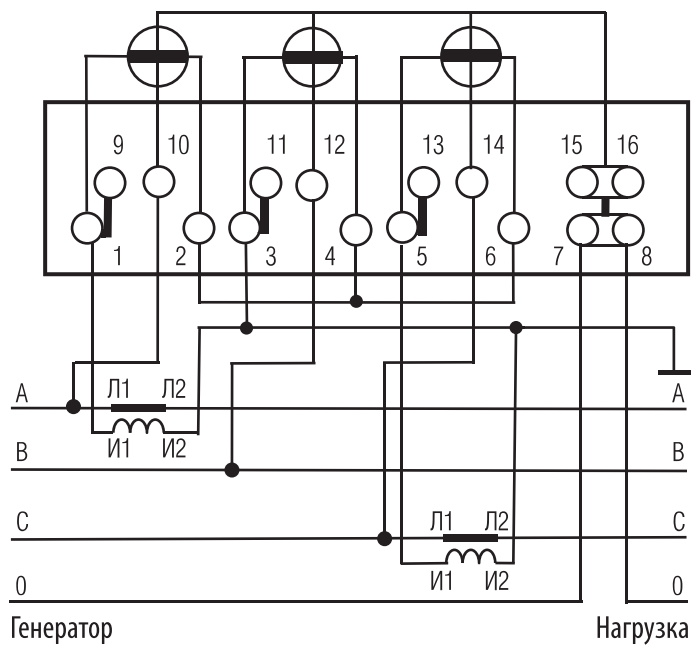 9 10 11 12 13 14 15 16
1 2 3 4 5 6 7 8
А Л1 Л2 А
И1 И2
В В
С Л1 Л2 С
И1 И2
0 0
Генератор Нагрузка